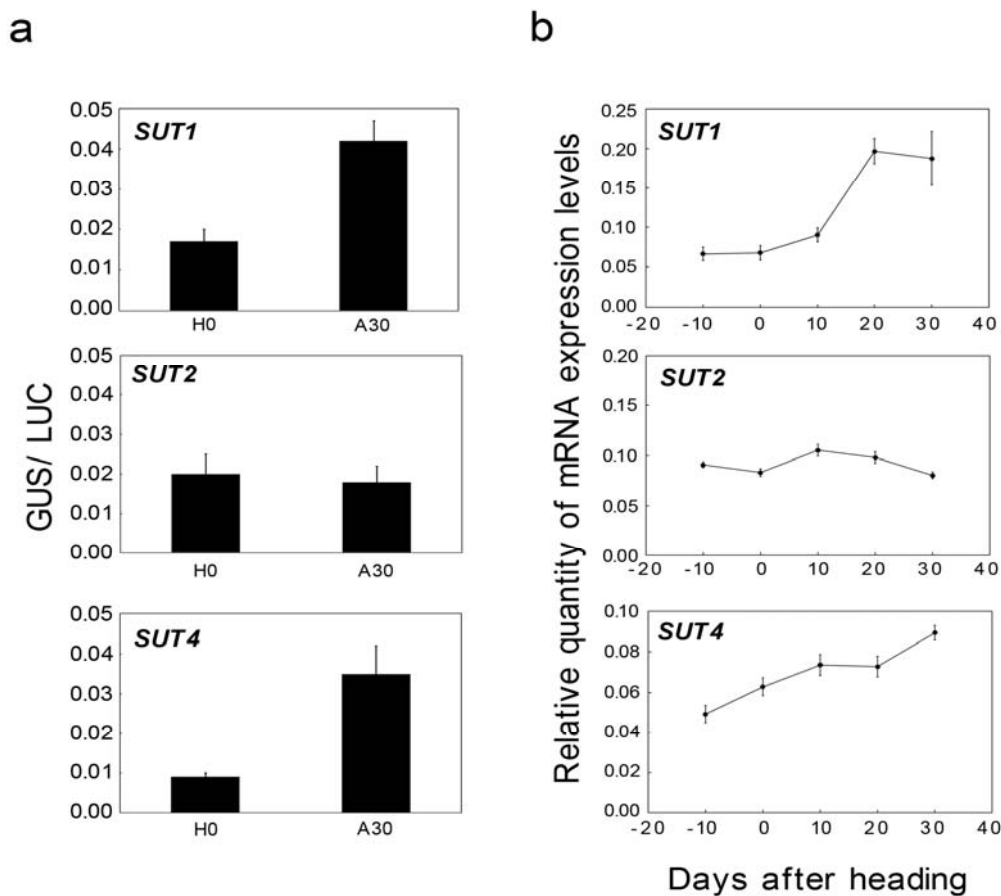 a
GUS/ LUC
0.05
0.04
0.03
0.02
0.01
0.00
SUT1
H0 A30
0.05
0.04
0.03
0.02
0.01
0.00
SUT2
H0 A30
0.05
0.04
0.03
0.02
0.01
0.00
SUT4
H0 A30
b
Relative quantity of mRNA expression levels
0.25
0.20
0.15
0.10
0.05
0.00
SUT1
-20 -10 0 10 20 30 40
0.20
0.15
0.10
0.05
0.00
SUT2
-20 -10 0 10 20 30 40
0.10
0.08
0.06
0.04
0.02
0.00
SUT4
-20 -10 0 10 20 30 40
Days after heading